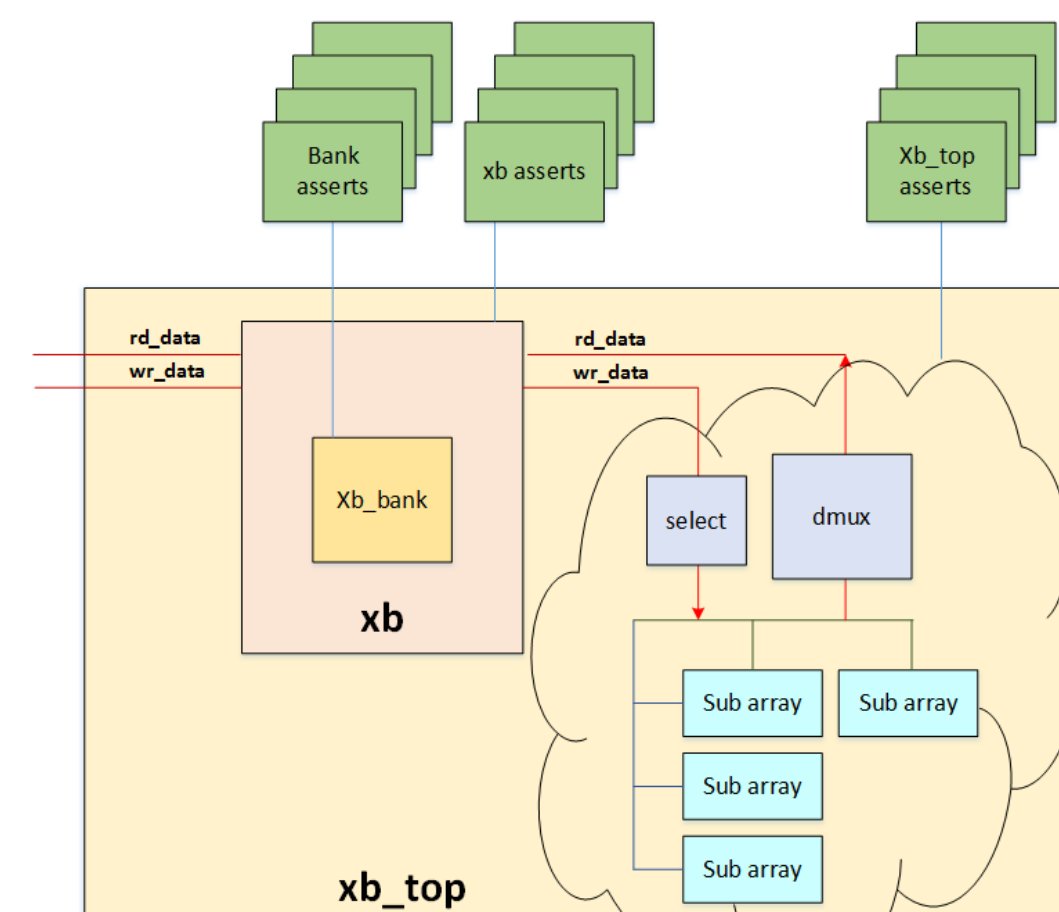 Bank
asserts
xb asserts
Xb_top
asserts
rd_data
wr_data
rd_data
wr_data
Xb_bank
select
dmux
xb
Sub array
Sub array
Sub array
Sub array
xb_top